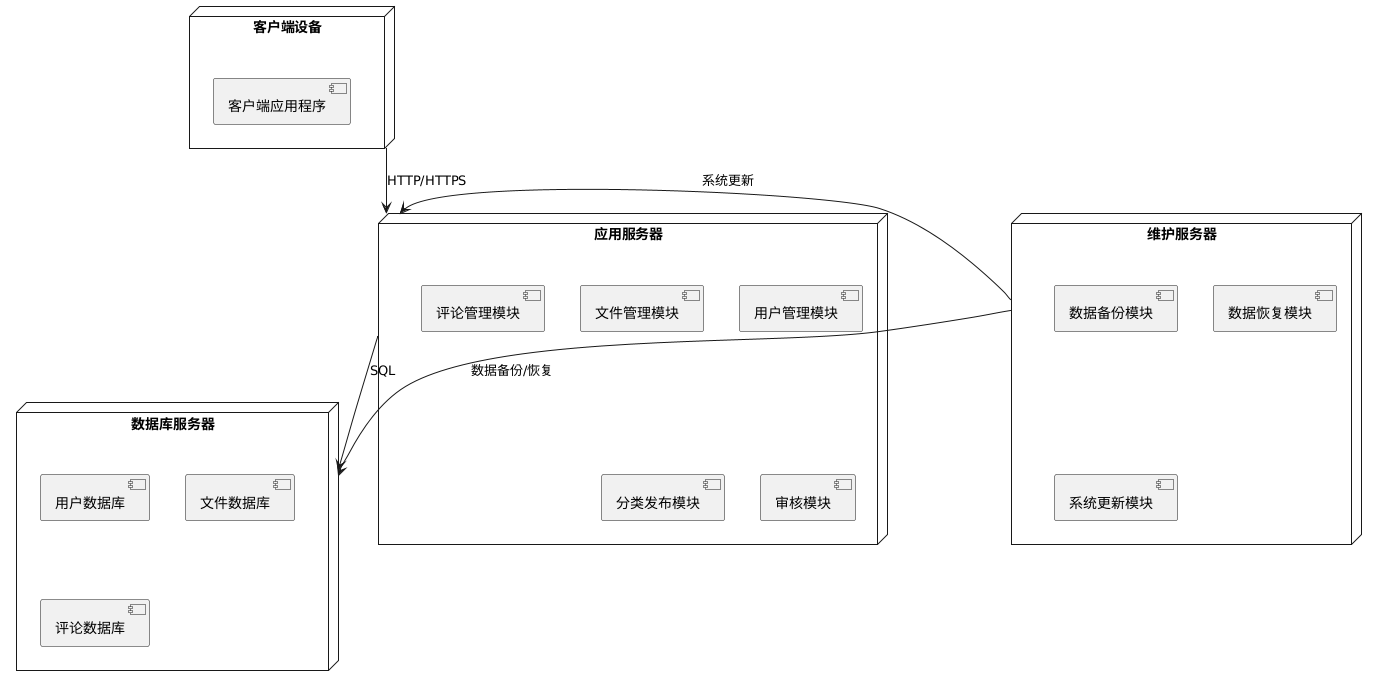 客户端设备
客户端应用程序
HTTP/HTTPS
系统更新
应用服务器
评论管理模块
文件管理模块
用户管理模块
分类发布模块
审核模块
维护服务器
数据备份模块
数据恢复模块
系统更新模块
SQL
数据备份/恢复
数据库服务器
用户数据库
文件数据库
评论数据库